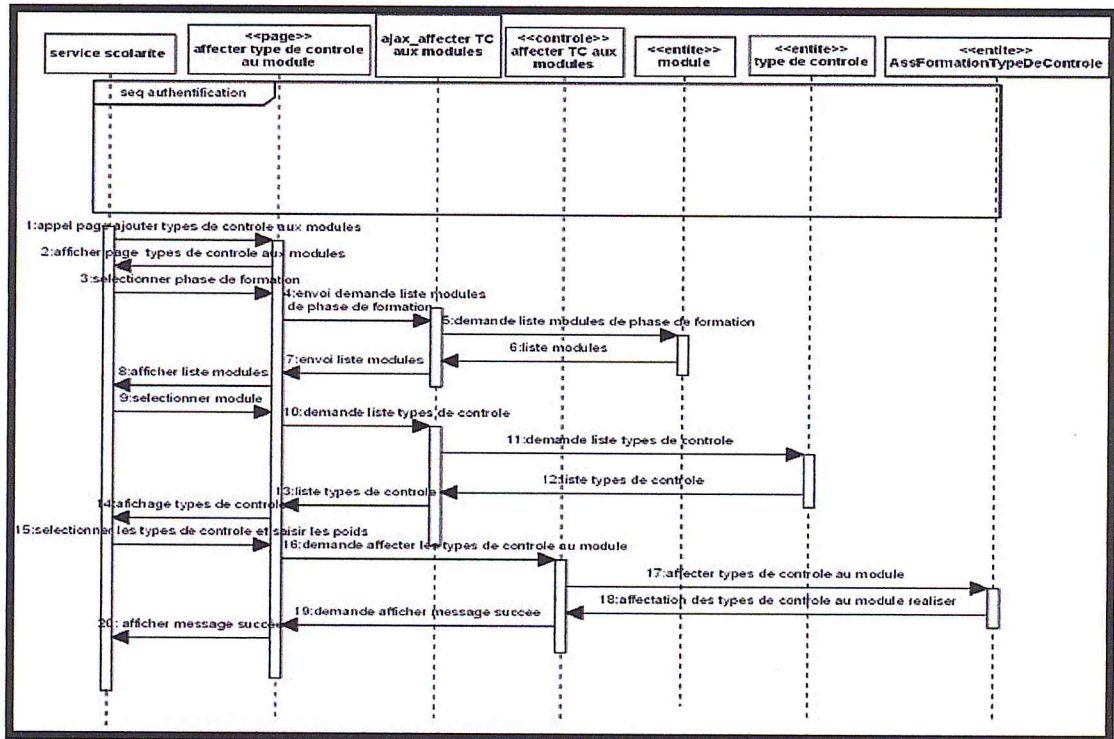 service scolarite
<<page>>
affecter type de controle
au module
ajax_affecter TC
aux modules
<<controle>>
affecter TC aux
modules
<<entite>>
module
<<entite>>
type de controle
<<entite>>
AssFormationTypeDeControle
seq authentification
1:appel page ajouter types de controle aux modules
2:afficher page types de controle aux modules
3:selectionner phase de formation
4:envoi demande liste modules
de phase de formation
5:demande liste modules de phase de formation
6:liste modules
7:envoi liste modules
8:afficher liste modules
9:selectionner module
10:demande liste types de controle
11:demande liste types de controle
12:liste types de controle
13:liste types de controle
14:afichage types de controle
15:selectionner les types de controle et saisir les poids
16:demande affecter les types de controle au module
17:affecter types de controle au module
18:affectation des types de controle au module realiser
19:demande afficher message succée
20: afficher message succée